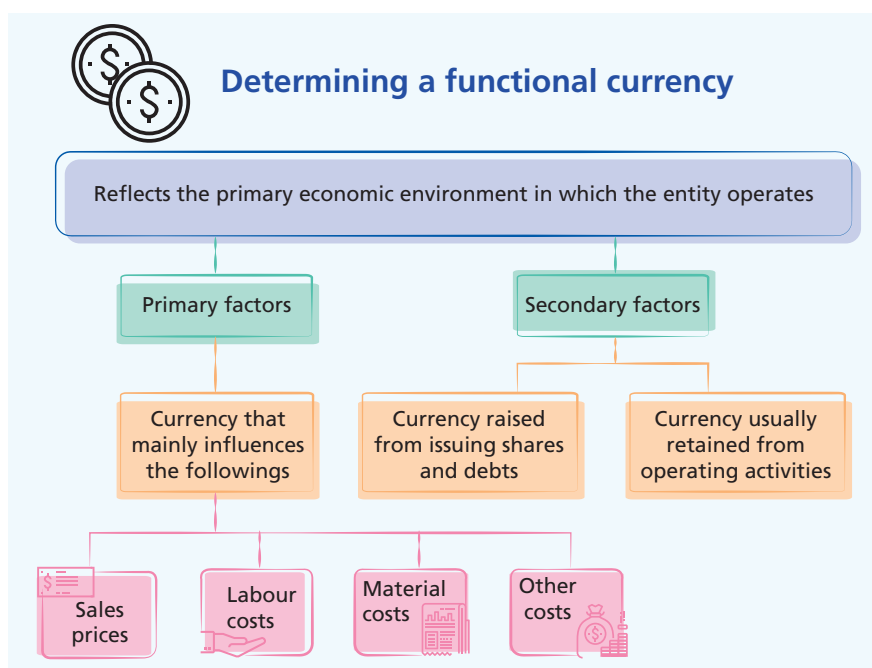 Determining a functional currency
Reflects the primary economic environment in which the entity operates
Primary factors
Secondary factors
Currency that
mainly influences
the followings
Currency raised
from issuing shares
and debts
Currency usually
retained from
operating activities
Sales
prices
Labour
costs
Material
costs
Other
costs